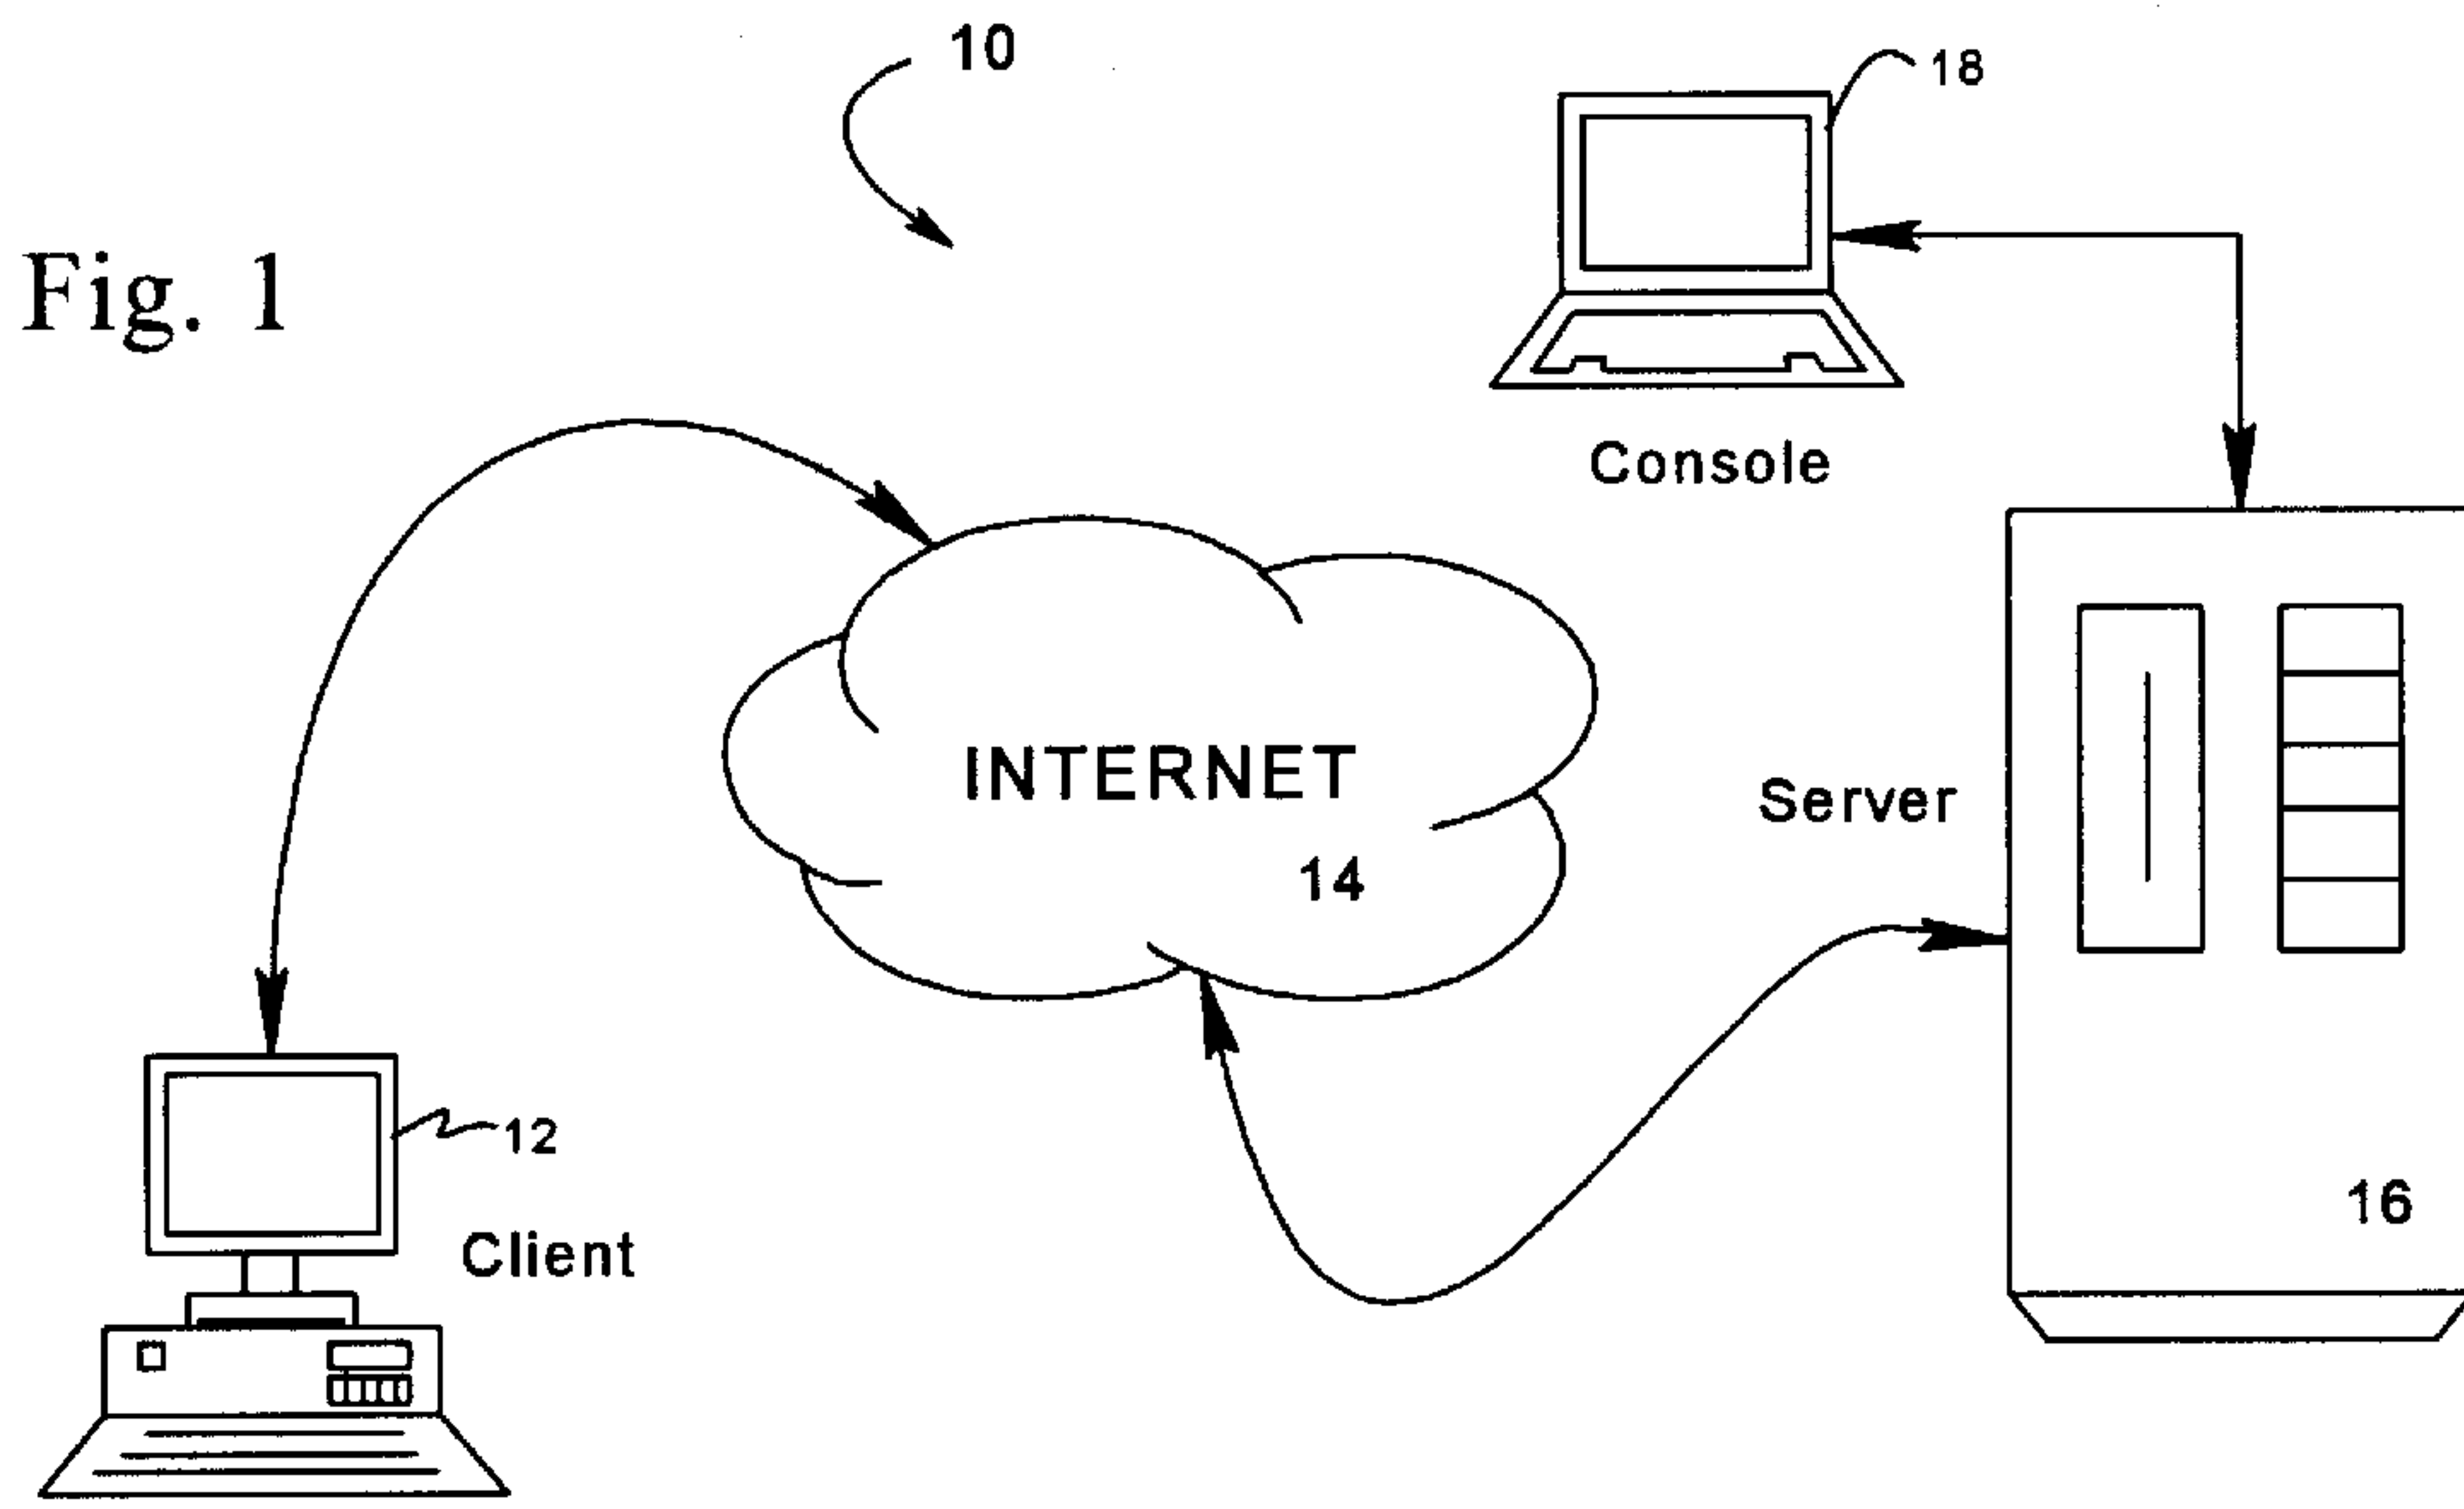 10
18
Fig. 1
Console
INTERNET
Server
14
12
16
Client